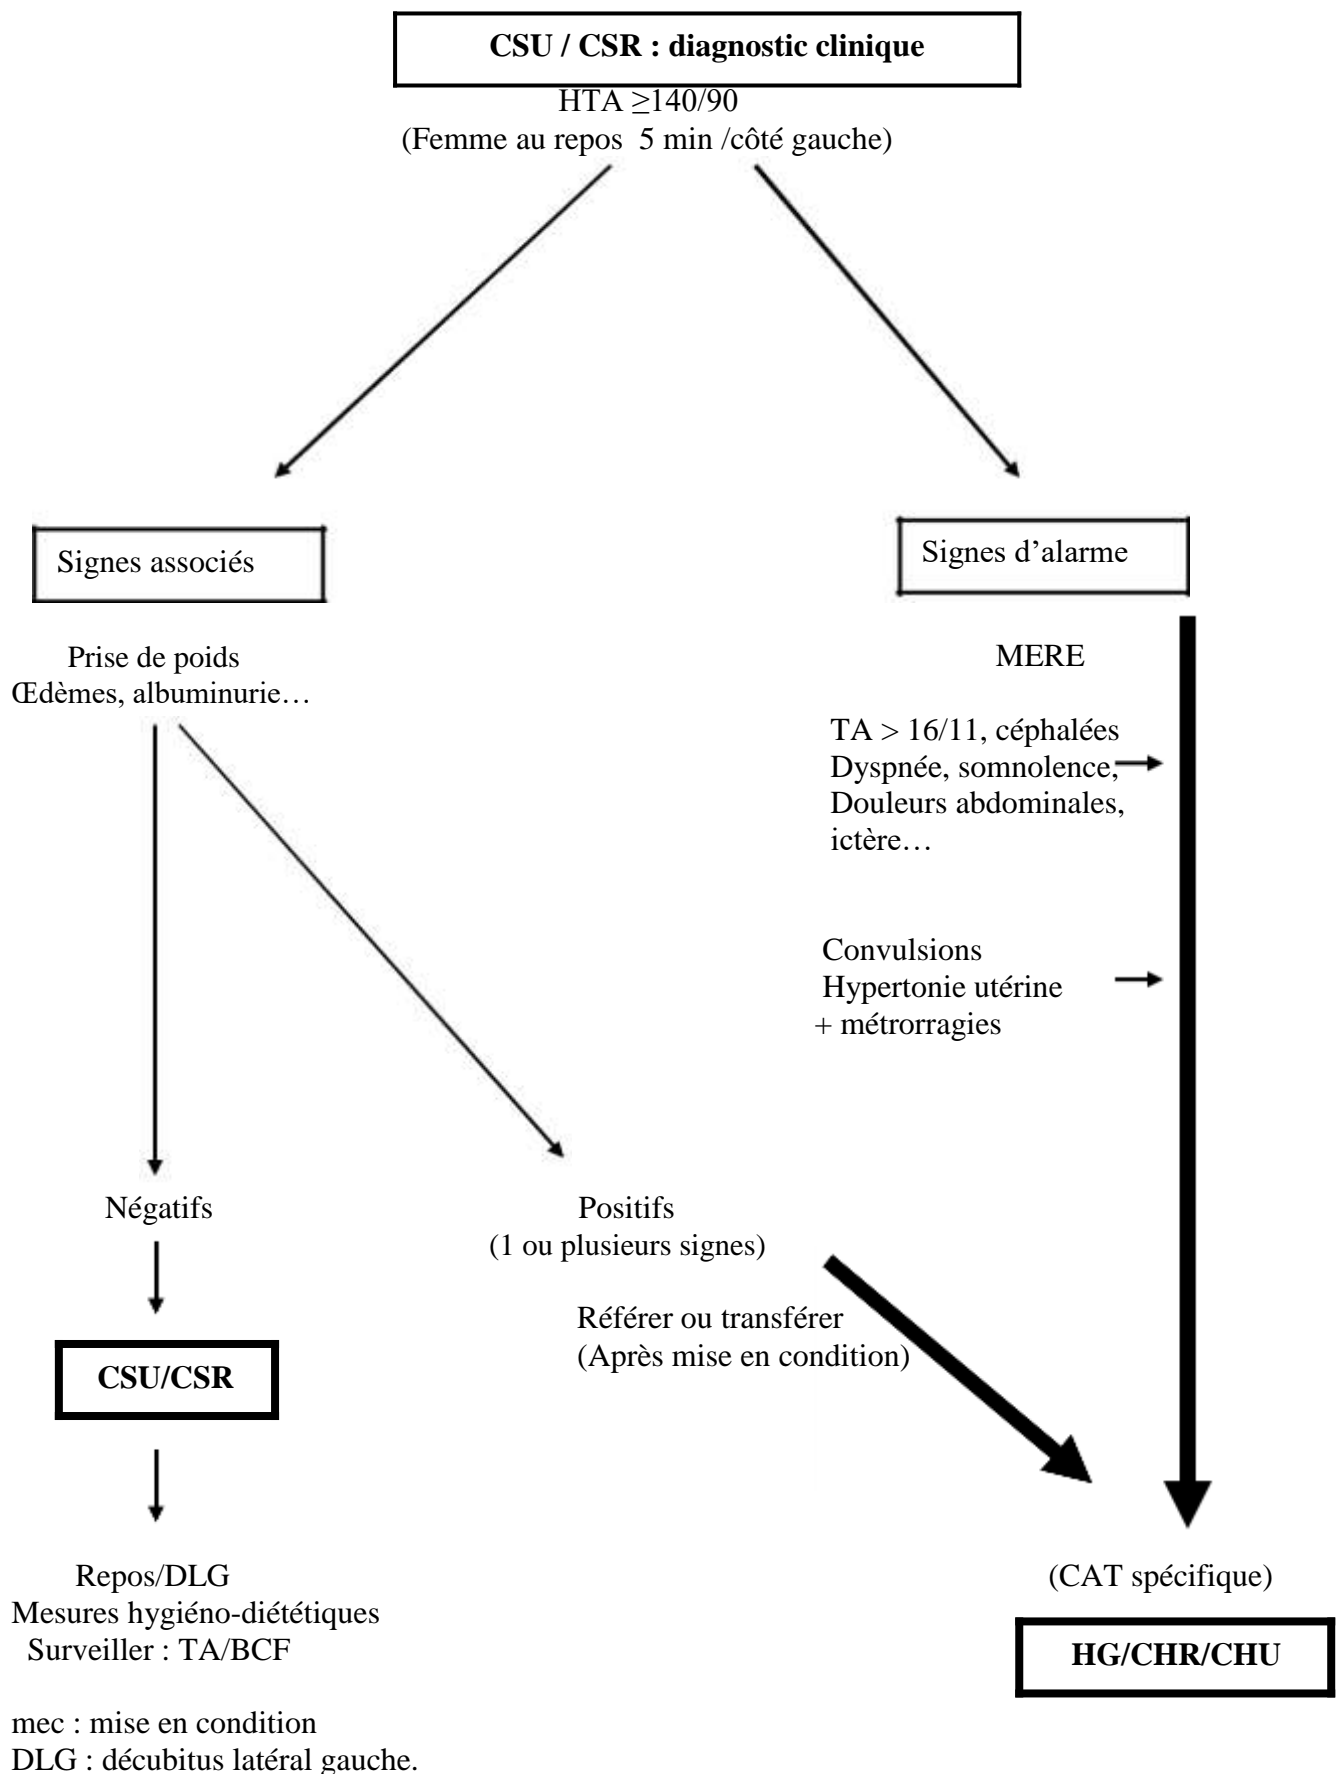 CSU / CSR : diagnostic clinique
HTA ≥140/90
(Femme au repos 5 min /côté gauche)
Signes associés
Prise de poids
Œdèmes, albuminurie…
Signes d’alarme
MERE
TA > 16/11, céphalées
Dyspnée, somnolence,
Douleurs abdominales,
ictère…
Convulsions
Hypertonie utérine
+ métrorragies
Négatifs
Positifs
(1 ou plusieurs signes)
Référer ou transférer
(Après mise en condition)
CSU/CSR
Repos/DLG
Mesures hygiéno-diététiques
Surveiller : TA/BCF
(CAT spécifique)
HG/CHR/CHU
mec : mise en condition
DLG : décubitus latéral gauche.